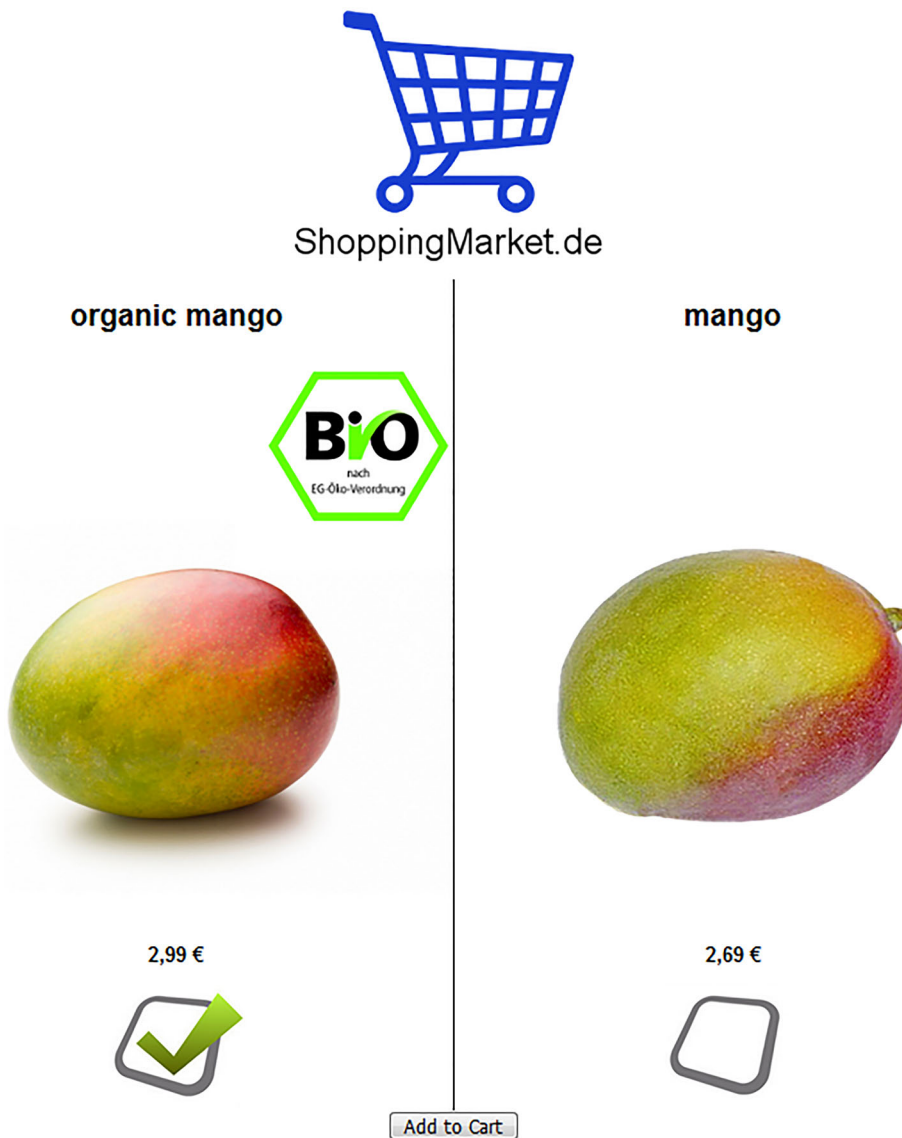 ShoppingMarket.de
organic mango
BiO
nach
EG-Öko-Verordnung
2,99 €
mango
2,69 €
Add to Cart